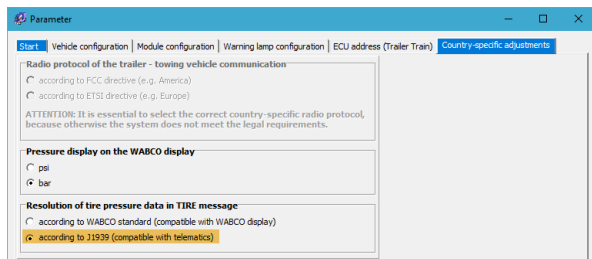 Parameter
Start Vehicle configuration Module configuration Warning lamp configuration ECU address (Trailer Train) Country-specific adjustments
Radio protocol of the trailer - towing vehicle communication
according to FCC directive (e.g. America)
according to ETSI directive (e.g. Europe)
ATTENTION: It is essential to select the correct country-specific radio protocol,
because otherwise the system does not meet the legal requirements.
Pressure display on the WABCO display
psi
bar
Resolution of tire pressure data in TIRE message
according to WABCO standard (compatible with WABCO display)
according to J1939 (compatible with telematics)